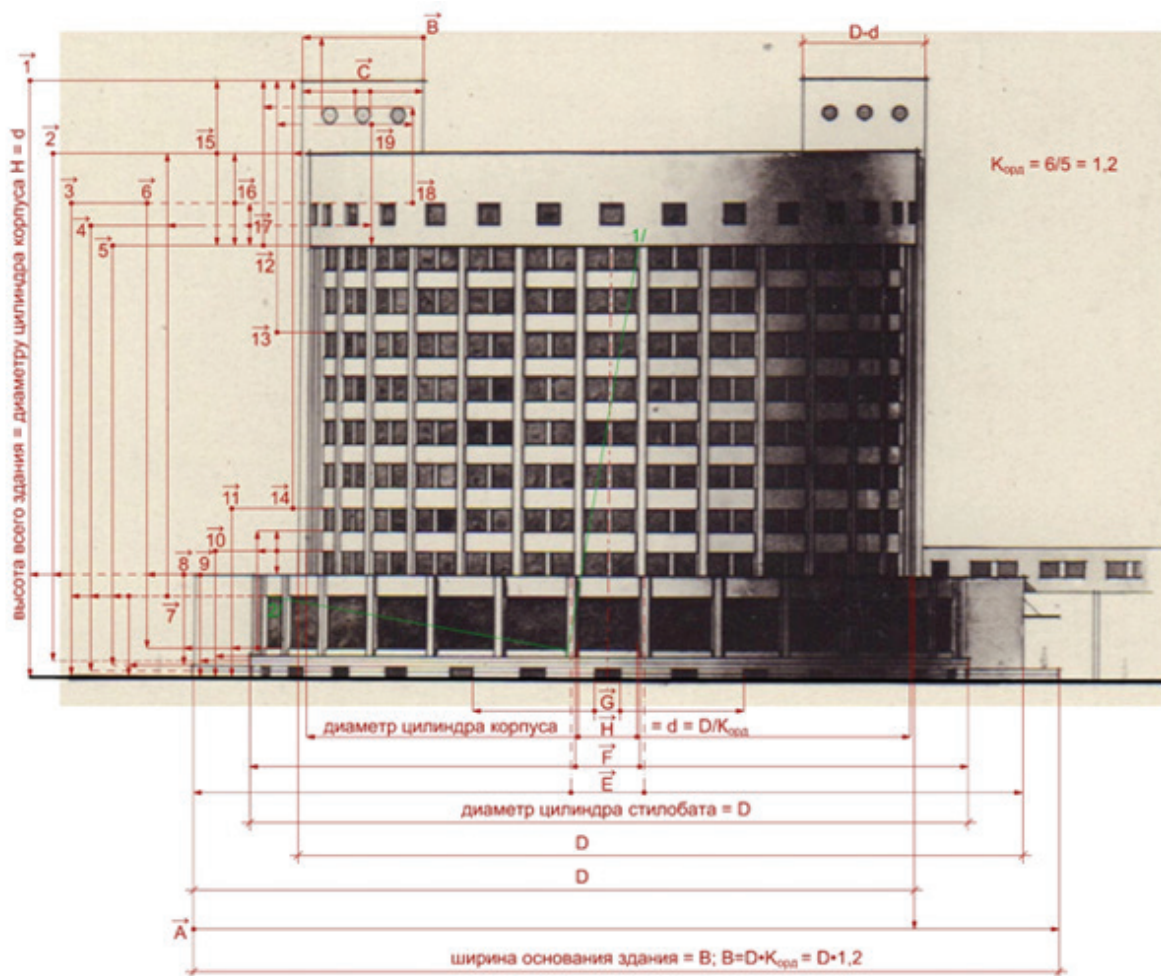 B
D-d
1
C
2
15
19
Kорд = 6/5 = 1,2
3
6
16
18
4
17
1/
5
12
13
высота всего здания = диаметру цилиндра корпуса H = d
11
14
10
8
9
7
G
диаметр цилиндра корпуса
H
= d = D/Kорд
F
E
диаметр цилиндра стилобата = D
D
D
A
ширина основания здания = B; B=D•Kорд = D•1,2